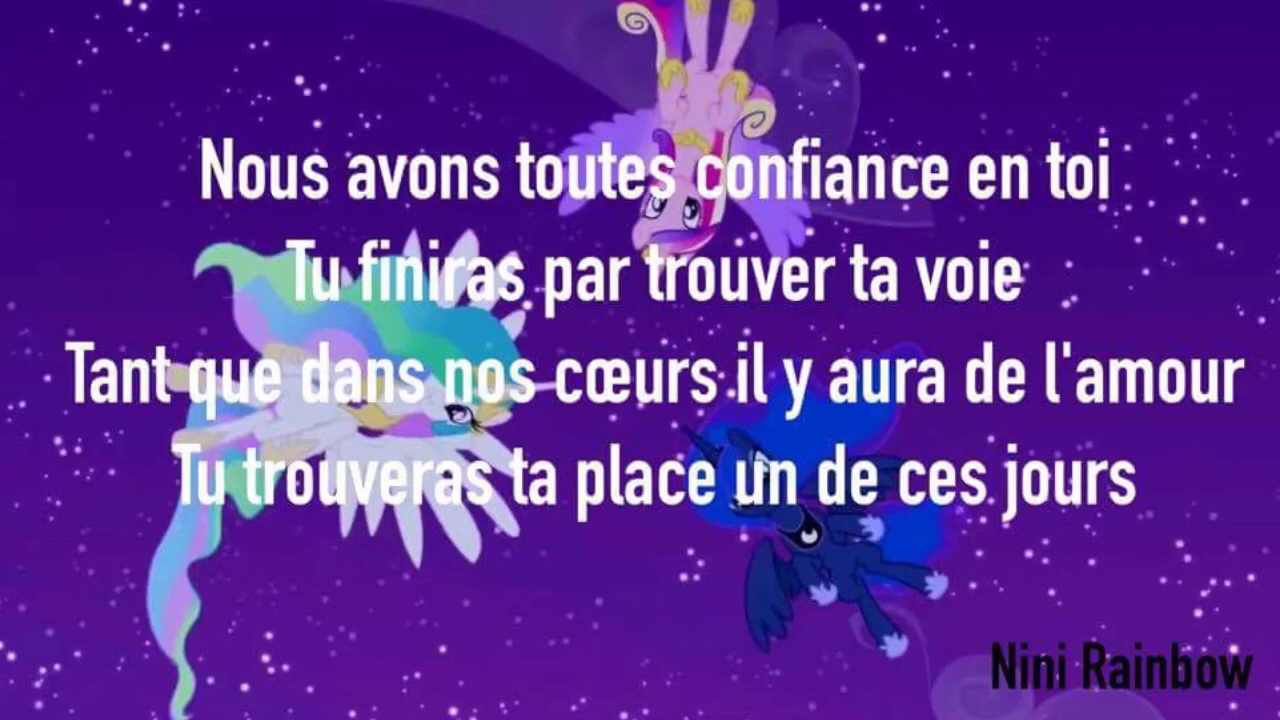 Nous avons toutes confiance en toi
Tu finiras par trouver ta voie
Tant que dans nos cœurs il y aura de l'amour
Tu trouveras ta place un de ces jours
Nini Rainbow